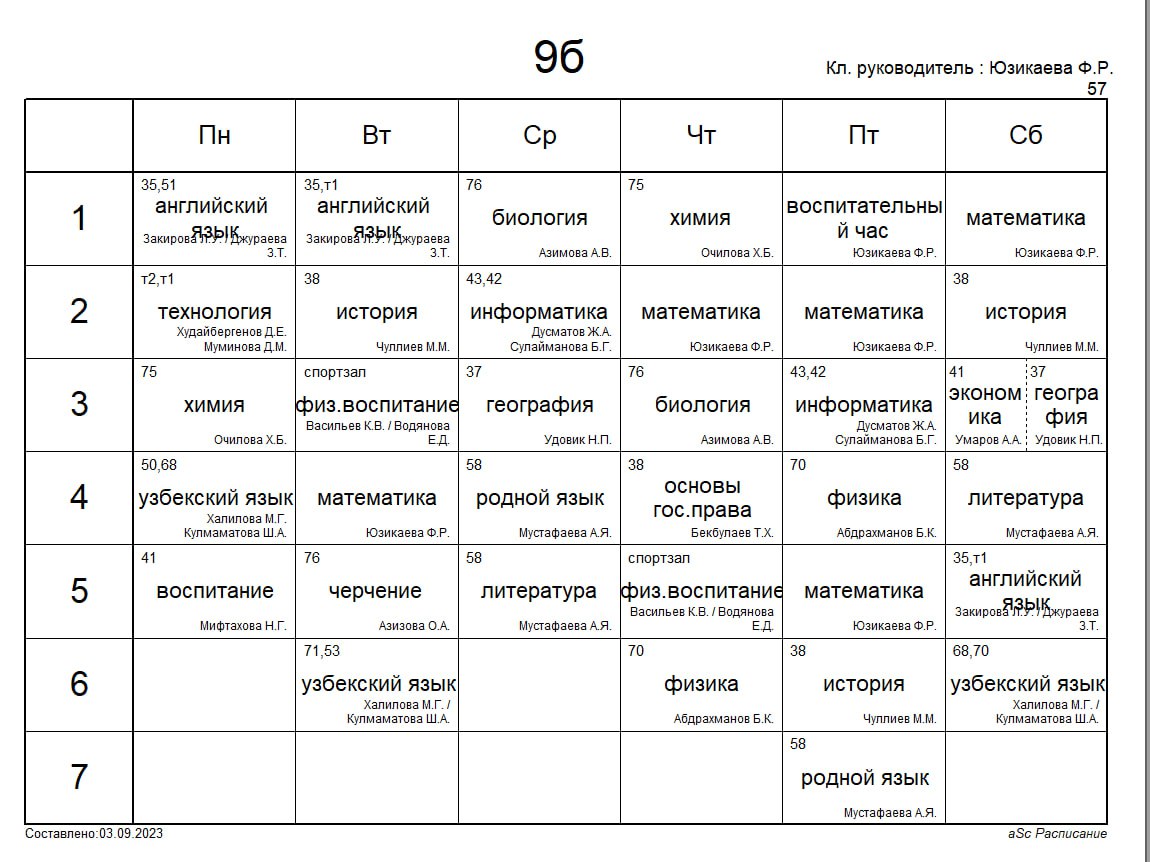 9б
Кл. руководитель : Юзикаева Ф.Р.
57
Пн Вт Ср Чт Пт Сб
1
35,51
английский
язык
Закирова Л.У. / Джураева
З.Т.
35,т1
английский
язык
Закирова Л.У. / Джураева
З.Т.
76
биология
Азимова А.В.
75
химия
Очилова Х.Б.
воспитательны
й час
Юзикаева Ф.Р.
математика
Юзикаева Ф.Р.
2
т2,т1
технология
Худайбергенов Д.Е.
Муминова Д.М.
38
история
Чуллиев М.М.
43,42
информатика
Дусматов Ж.А.
Сулайманова Б.Г.
математика
Юзикаева Ф.Р.
математика
Юзикаева Ф.Р.
38
история
Чуллиев М.М.
3
75
химия
Очилова Х.Б.
спортзал
физ.воспитание
Васильев К.В. / Водянова
Е.Д.
37
география
Удовик Н.П.
76
биология
Азимова А.В.
43,42
информатика
Дусматов Ж.А.
Сулайманова Б.Г.
41
эконом
ика
Умаров А.А.
37
геогра
фия
Удовик Н.П.
4
50,68
узбекский язык
Халилова М.Г.
Кулмаматова Ш.А.
математика
Юзикаева Ф.Р.
58
родной язык
Мустафаева А.Я.
38
основы
гос.права
Бекбулаев Т.Х.
70
физика
Абдрахманов Б.К.
58
литература
Мустафаева А.Я.
5
41
воспитание
Мифтахова Н.Г.
76
черчение
Азизова О.А.
58
литература
Мустафаева А.Я.
спортзал
физ.воспитание
Васильев К.В. / Водянова
Е.Д.
математика
Юзикаева Ф.Р.
35,т1
английский
язык
Закирова Л.У. / Джураева
З.Т.
6
71,53
узбекский язык
Халилова М.Г. /
Кулмаматова Ш.А.
70
физика
Абдрахманов Б.К.
38
история
Чуллиев М.М.
68,70
узбекский язык
Халилова М.Г. /
Кулмаматова Ш.А.
7
58
родной язык
Мустафаева А.Я.
Составлено:03.09.2023
aSc Расписание